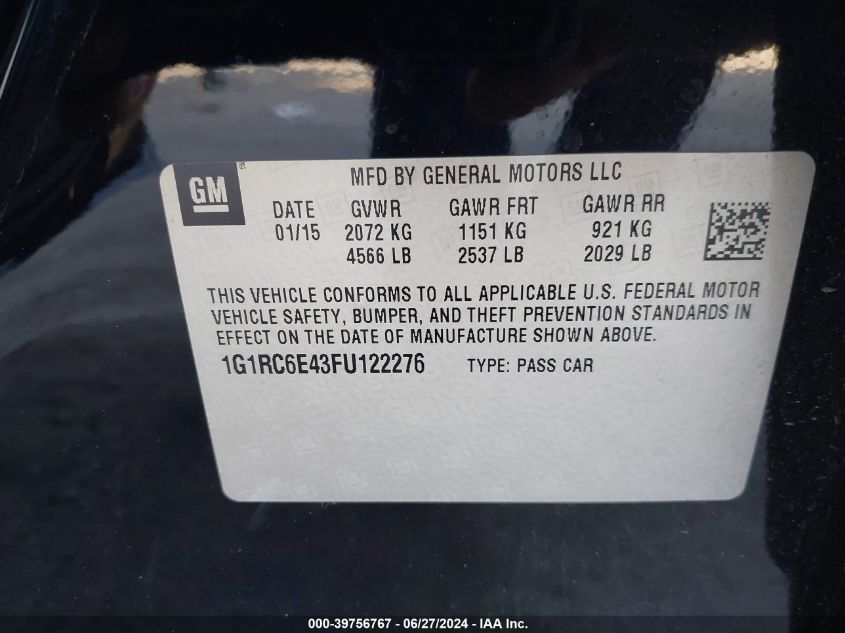 GM
MFD BY GENERAL MOTORS LLC
DATE GVWR GAWR FRT GAWR RR
01/15 2072 KG 1151 KG 921 KG
4566 LB 2537 LB 2029 LB
THIS VEHICLE CONFORMS TO ALL APPLICABLE U.S. FEDERAL MOTOR
VEHICLE SAFETY, BUMPER, AND THEFT PREVENTION STANDARDS IN
EFFECT ON THE DATE OF MANUFACTURE SHOWN ABOVE.
1G1RC6E43FU122276 TYPE: PASS CAR
000-39756767 - 06/27/2024 - IAA Inc.